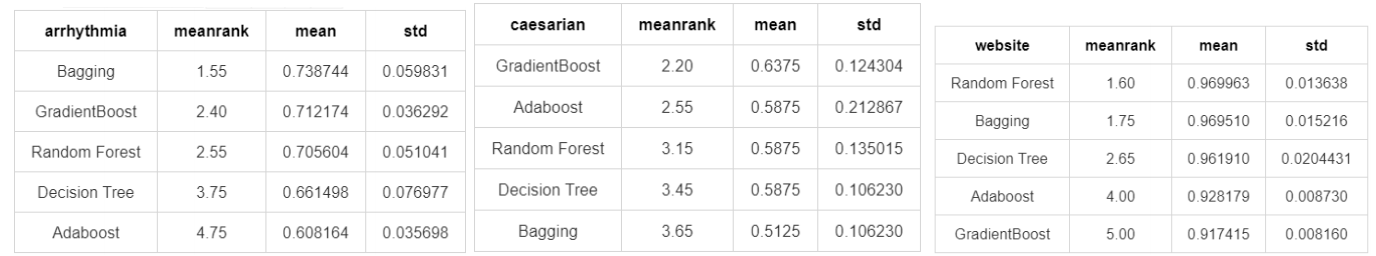 arrhythmia meanrank mean std
Bagging 1.55 0.738744 0.059831
GradientBoost 2.40 0.712174 0.036292
Random Forest 2.55 0.705604 0.051041
Decision Tree 3.75 0.661498 0.076977
Adaboost 4.75 0.608164 0.035698
caesarian meanrank mean std
GradientBoost 2.20 0.6375 0.124304
Adaboost 2.55 0.5875 0.212867
Random Forest 3.15 0.5875 0.135015
Decision Tree 3.45 0.5875 0.106230
Bagging 3.65 0.5125 0.106230
website meanrank mean std
Random Forest 1.60 0.969963 0.013638
Bagging 1.75 0.969510 0.015216
Decision Tree 2.65 0.961910 0.0204431
Adaboost 4.00 0.928179 0.008730
GradientBoost 5.00 0.917415 0.008160